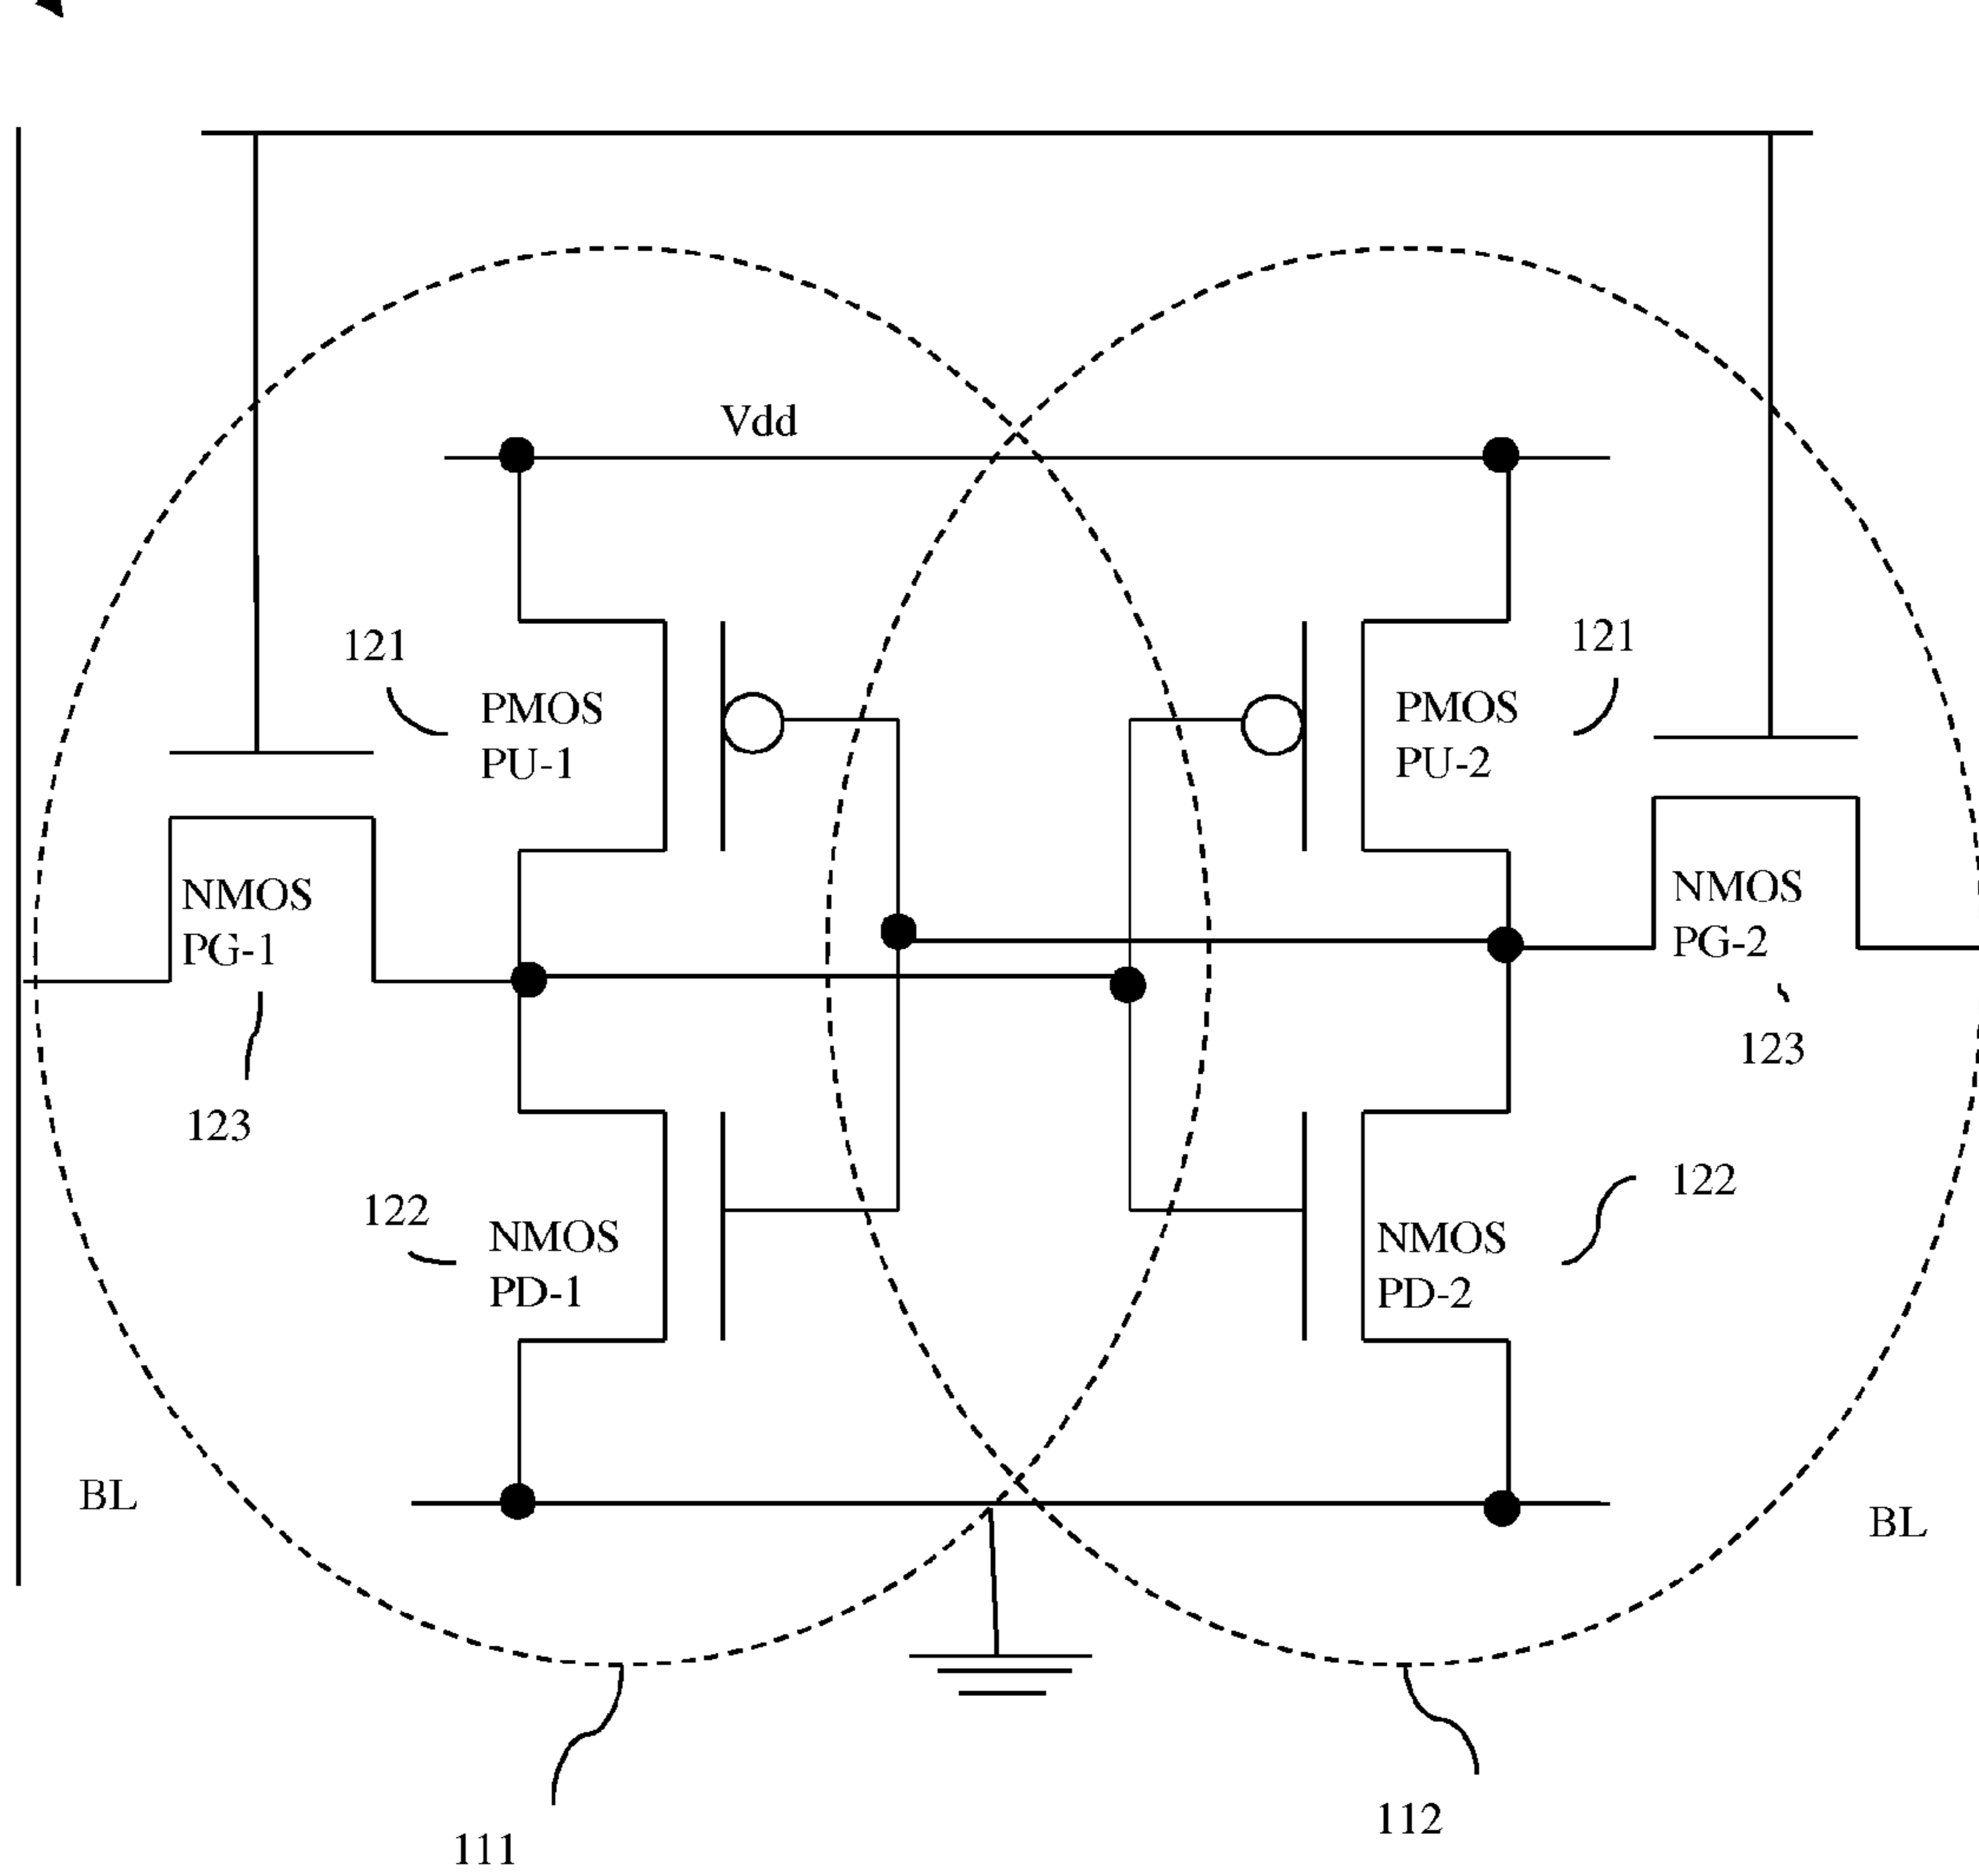 Vdd
121
PMOS
PU-1
121
PMOS
PU-2
NMOS
PG-1
123
NMOS
PG-2
123
122
NMOS
PD-1
122
NMOS
PD-2
BL
BL
111
112